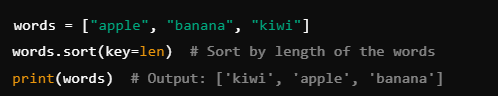 words = ["apple", "banana", "kiwi"]
words.sort(key=len)  # Sort by length of the words
print(words)  # Output: ['kiwi', 'apple', 'banana']